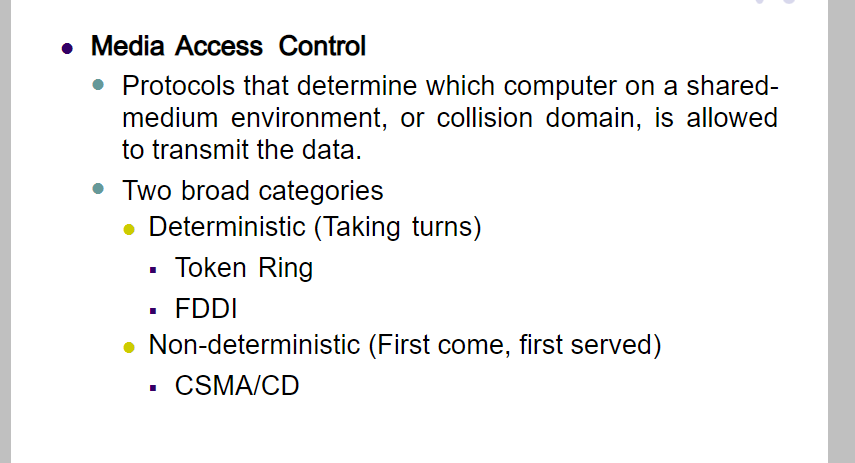 Media Access Control
Protocols that determine which computer on a shared-
medium environment, or collision domain, is allowed
to transmit the data.
Two broad categories
Deterministic (Taking turns)
Token Ring
FDDI
Non-deterministic (First come, first served)
CSMA/CD